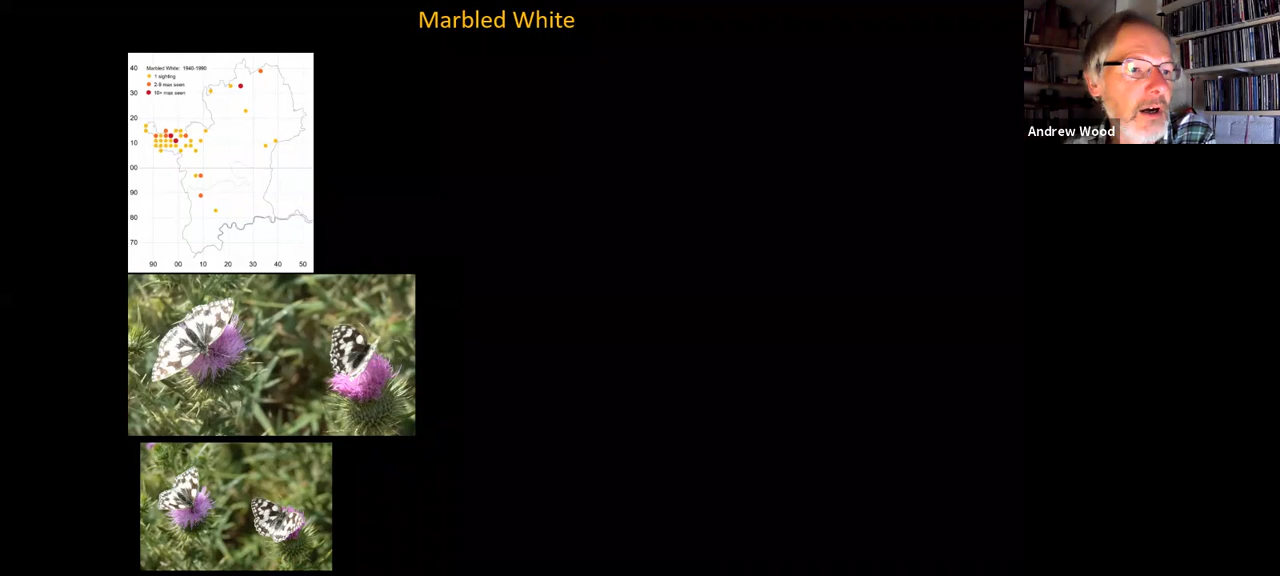 Marbled White
Marbled White: 1940-1980
1 sighting
2-9 max seen
10+ max seen
40
30
20
10
00
90
80
70
90 00 10 20 30 40 50
Andrew Wood